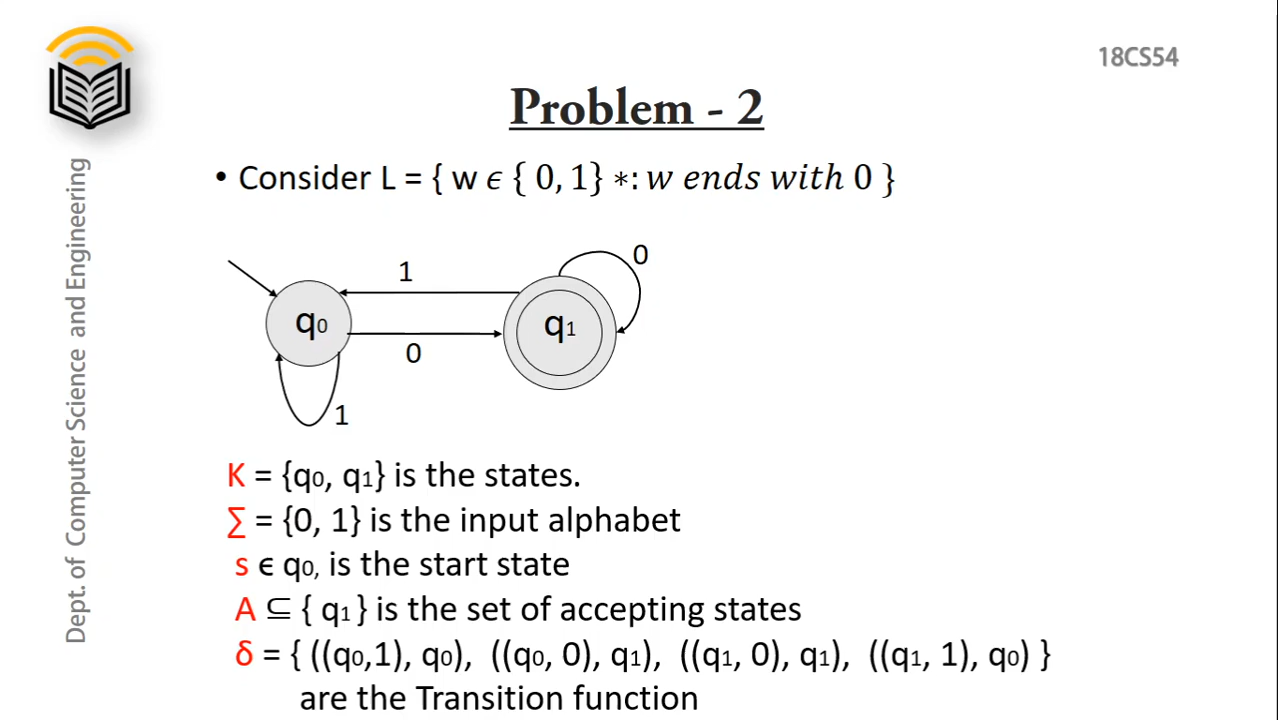 18CS54
Problem - 2
• Consider L = { w ϵ { 0, 1} ∗: w ends with 0 }
0
1
q0
q1
0
1
K = {q0, q1} is the states.
∑ = {0, 1} is the input alphabet
s ϵ q0, is the start state
A ⊆ { q1 } is the set of accepting states
δ = { ((q0,1), q0), ((q0, 0), q1), ((q1, 0), q1), ((q1, 1), q0) }
are the Transition function
Dept. of Computer Science and Engineering